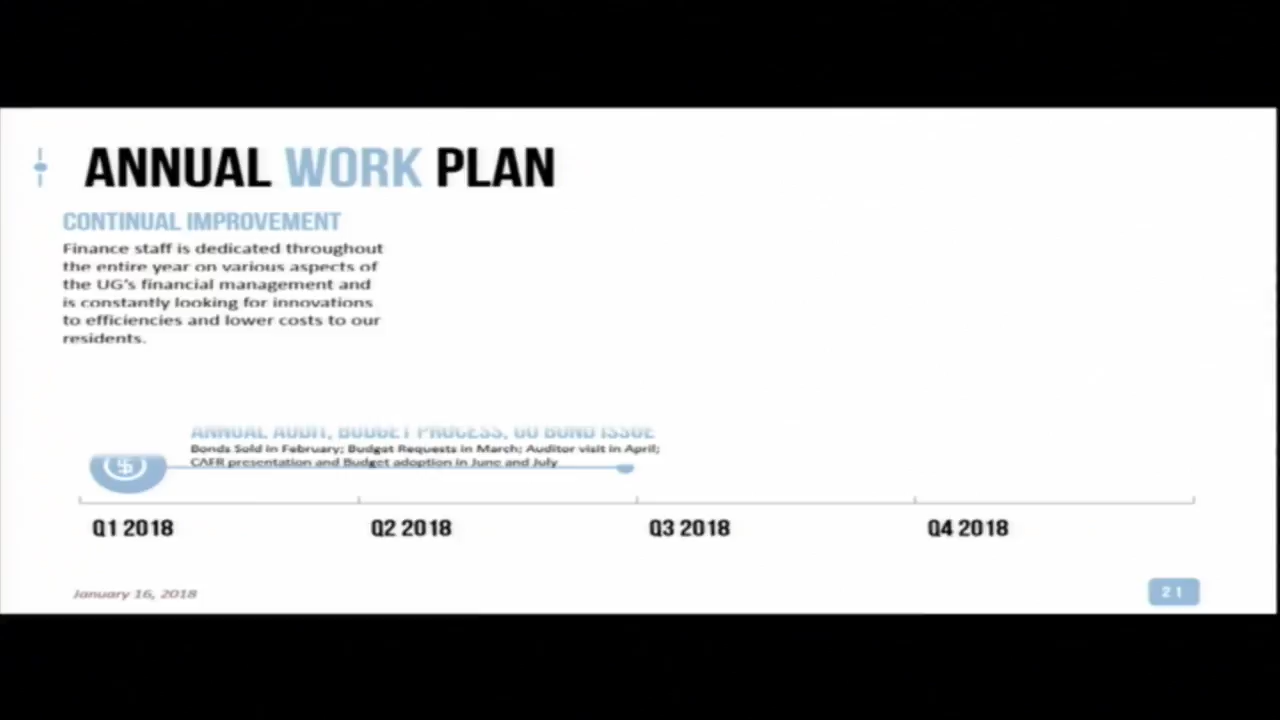 ANNUAL WORK PLAN
CONTINUAL IMPROVEMENT
Finance staff is dedicated throughout
the entire year on various aspects of
the UG's financial management and
is constantly looking for innovations
to efficiencies and lower costs to our
residents.
ANNUAL AUDIT, BUDGET PROCESS, GO BOND ISSUE
Bonds Sold in February; Budget Requests in March; Auditor visit in April;
CAFR presentation and Budget adoption in June and July
$
Q1 2018
Q2 2018
Q3 2018
Q4 2018
January 16, 2018
21